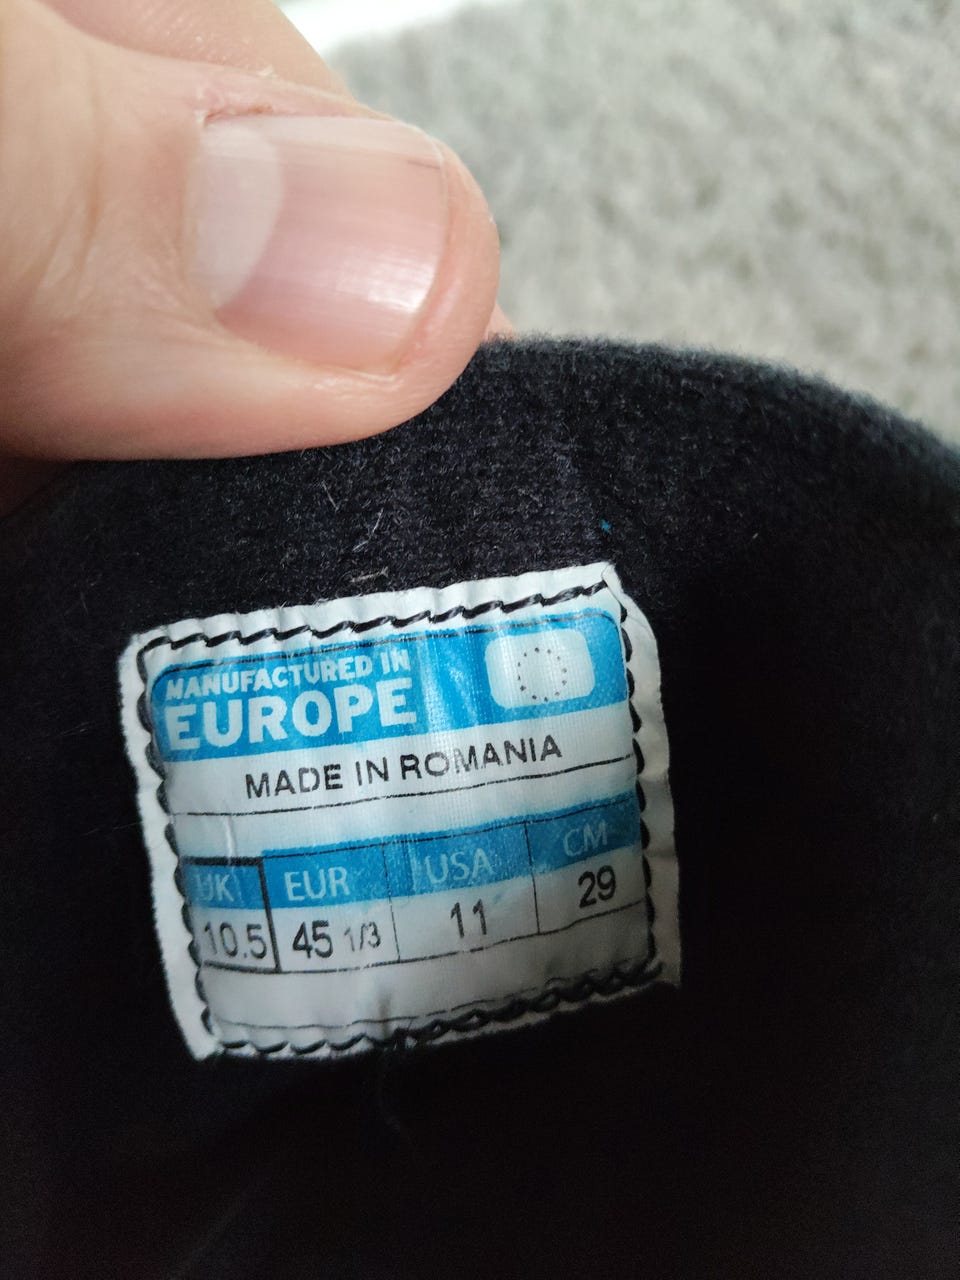 MANUFACTURED IN
EUROPE
MADE IN ROMANIA
UK EUR USA CM
10.5 45 1/3 11 29